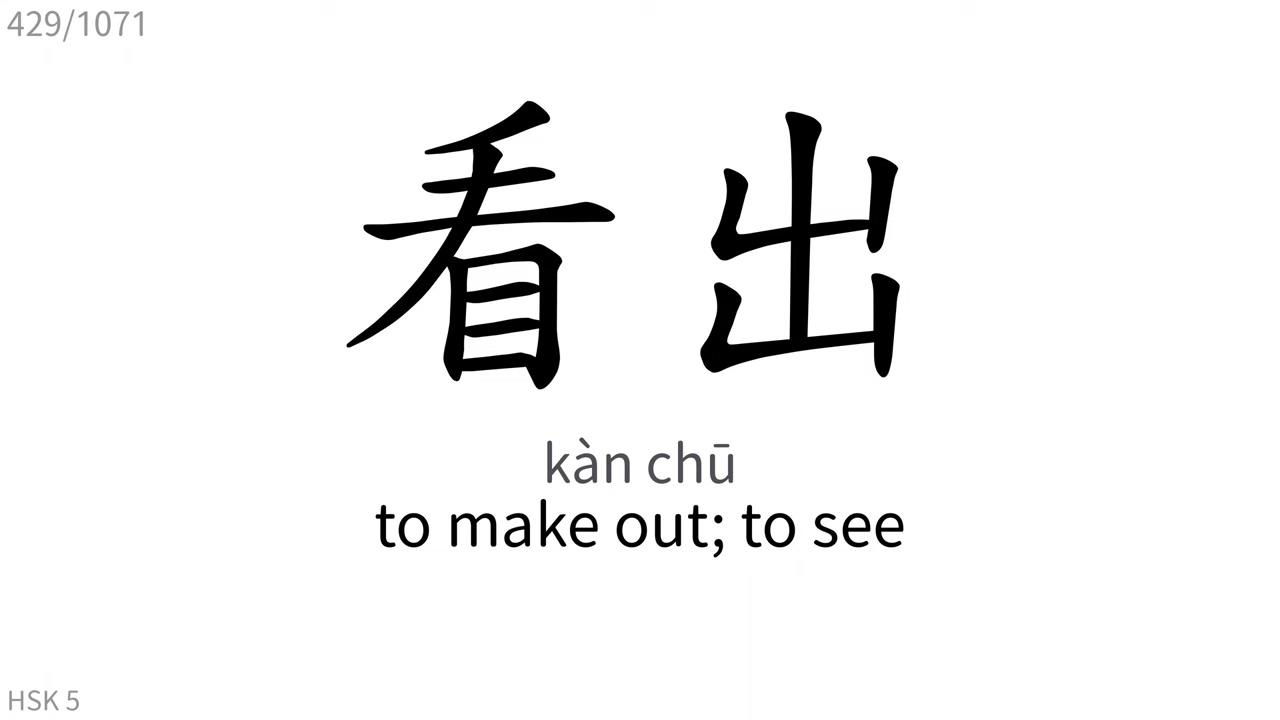 429/1071
看出
kàn chū
to make out; to see
HSK 5